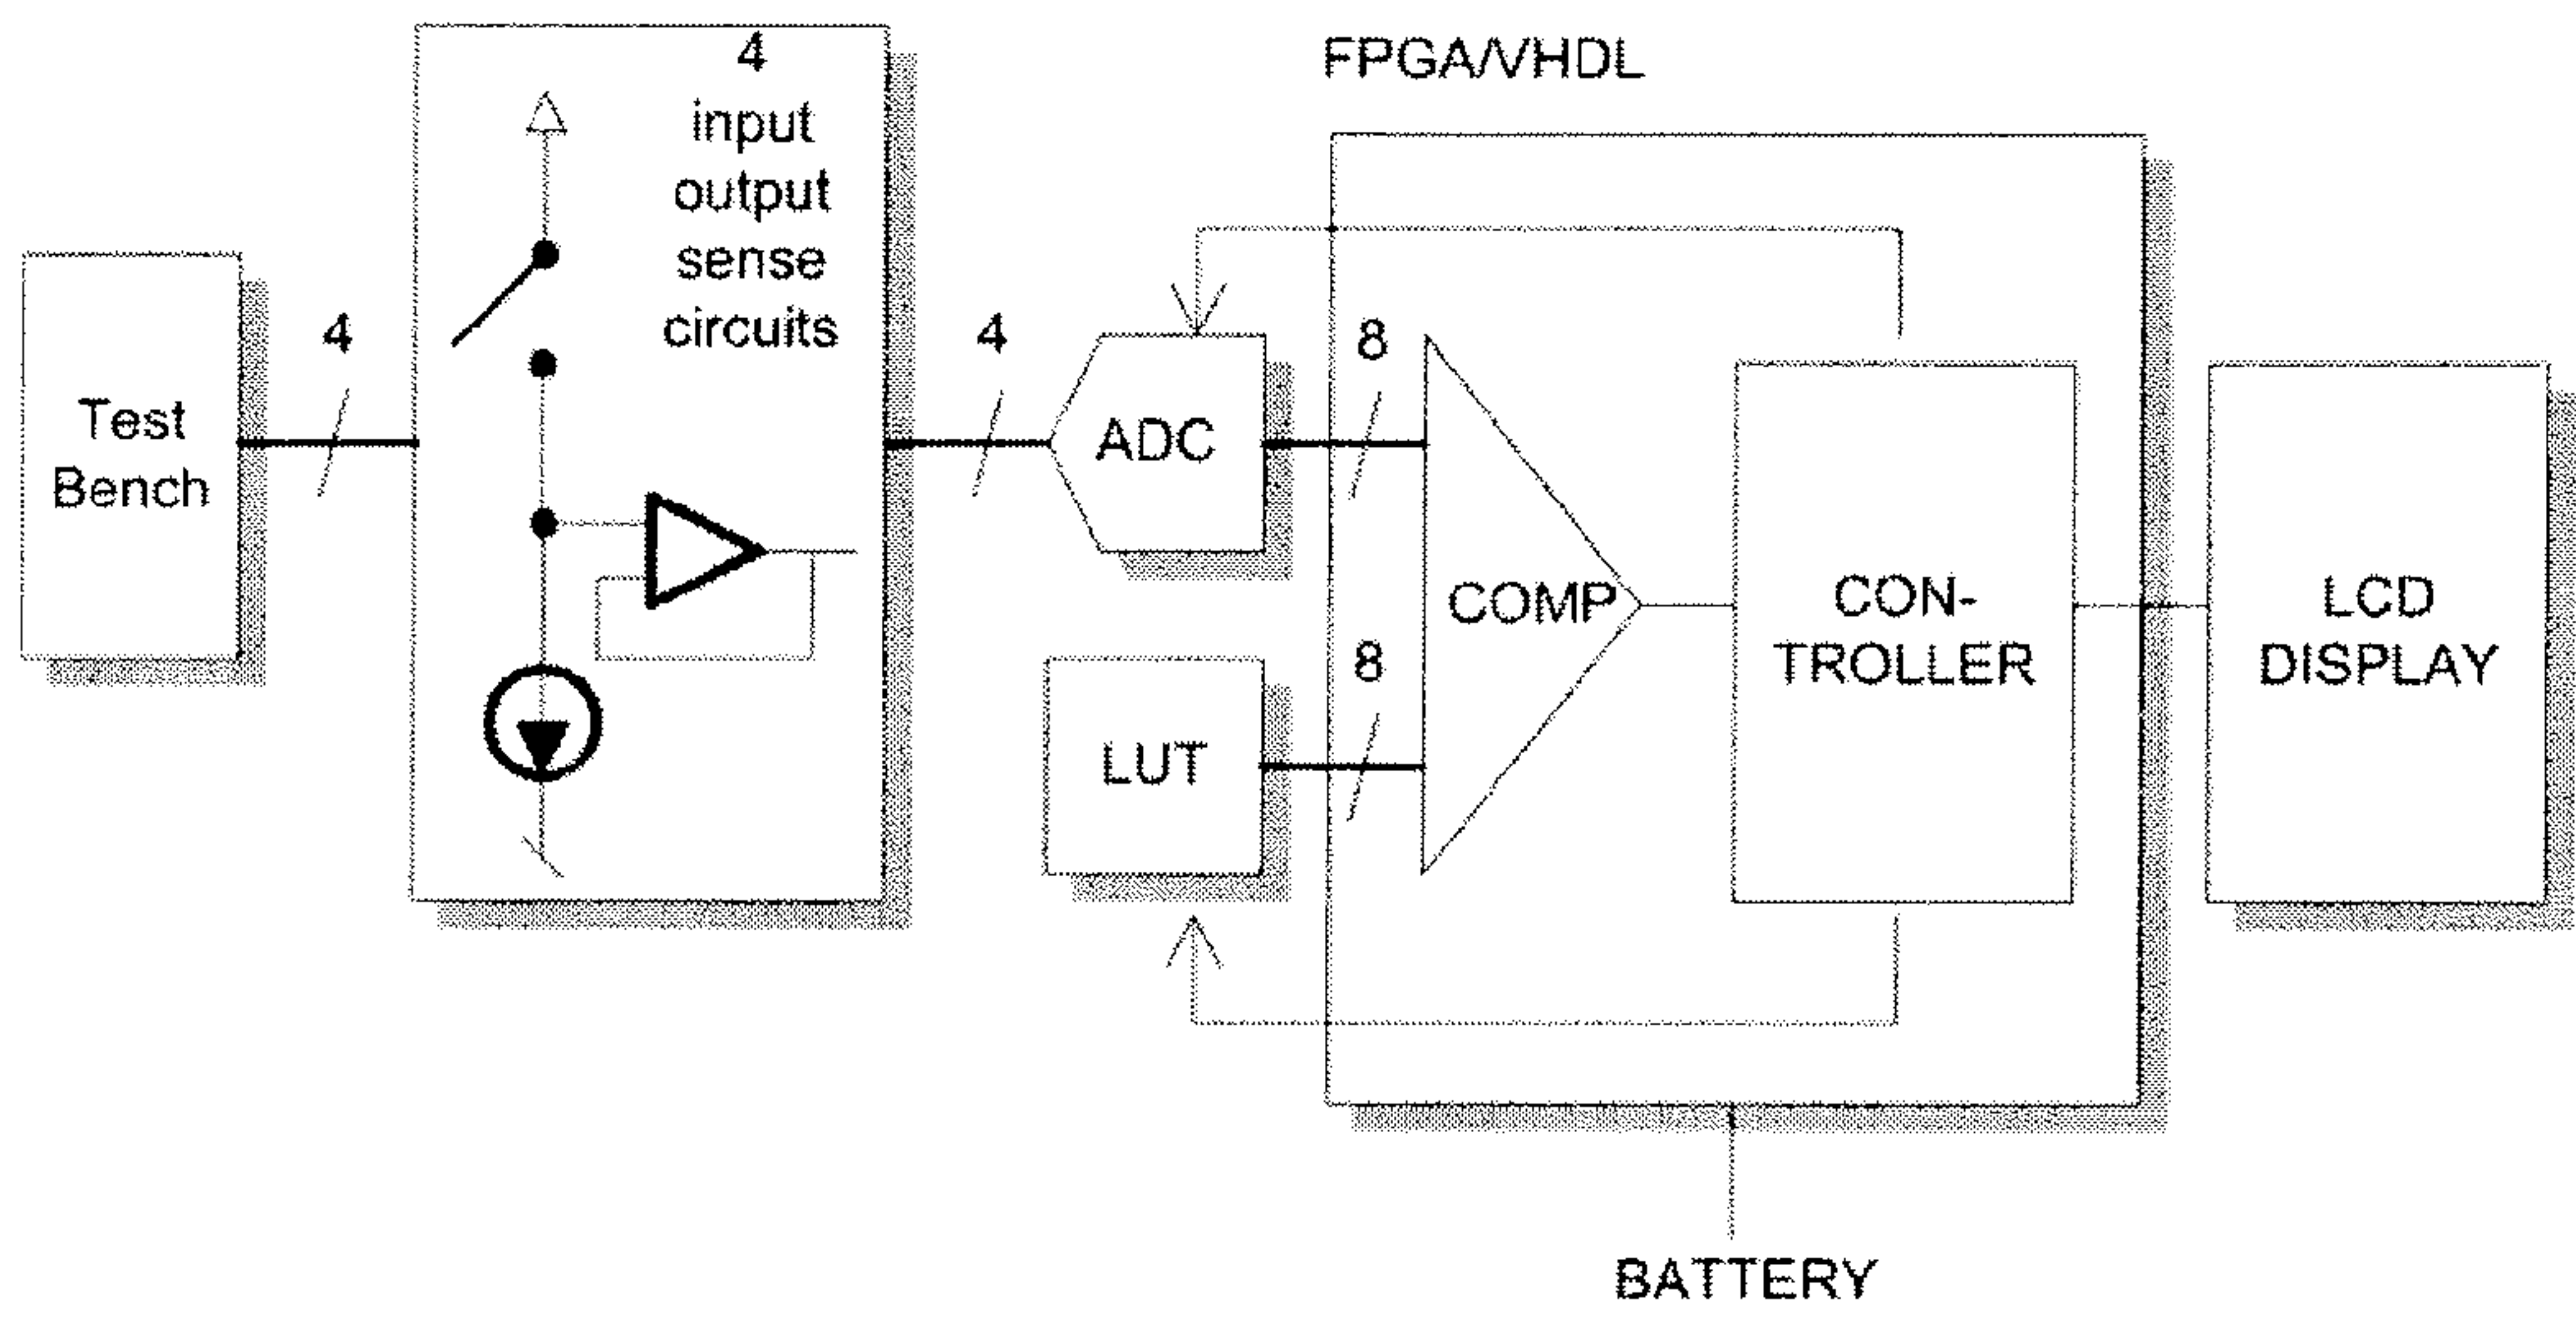 FPGA/VHDL
4
input
output
sense
circuits
Test
Bench
4
4
ADC
8
COMP
8
LUT
CON-
TROLLER
LCD
DISPLAY
BATTERY